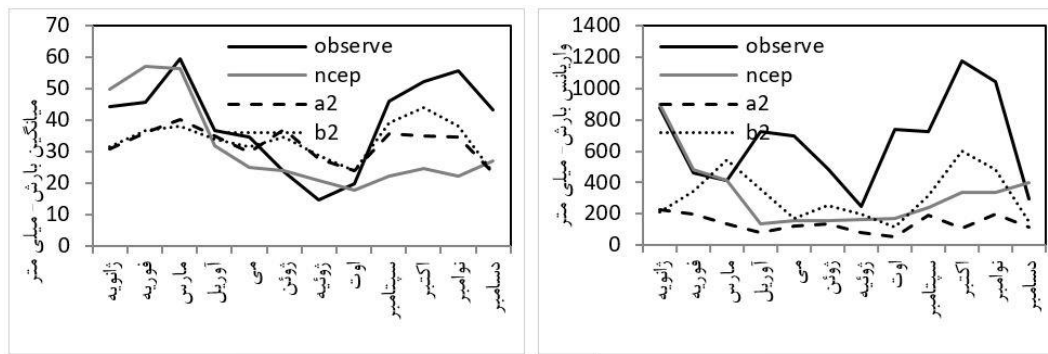 میانگین بارش- میلی متر
70
60
50
40
30
20
10
0
observe
ncep
a2
b2
ژانویه
فوریه
مارس
آوریل
می
ژوئن
ژوئیه
اوت
سپتامبر
اکتبر
نوامبر
دسامبر
واریانس بارش- میلی متر
1400
1200
1000
800
600
400
200
0
observe
ncep
a2
b2
ژانویه
فوریه
مارس
آوریل
می
ژوئن
ژوئیه
اوت
سپتامبر
اکتبر
نوامبر
دسامبر